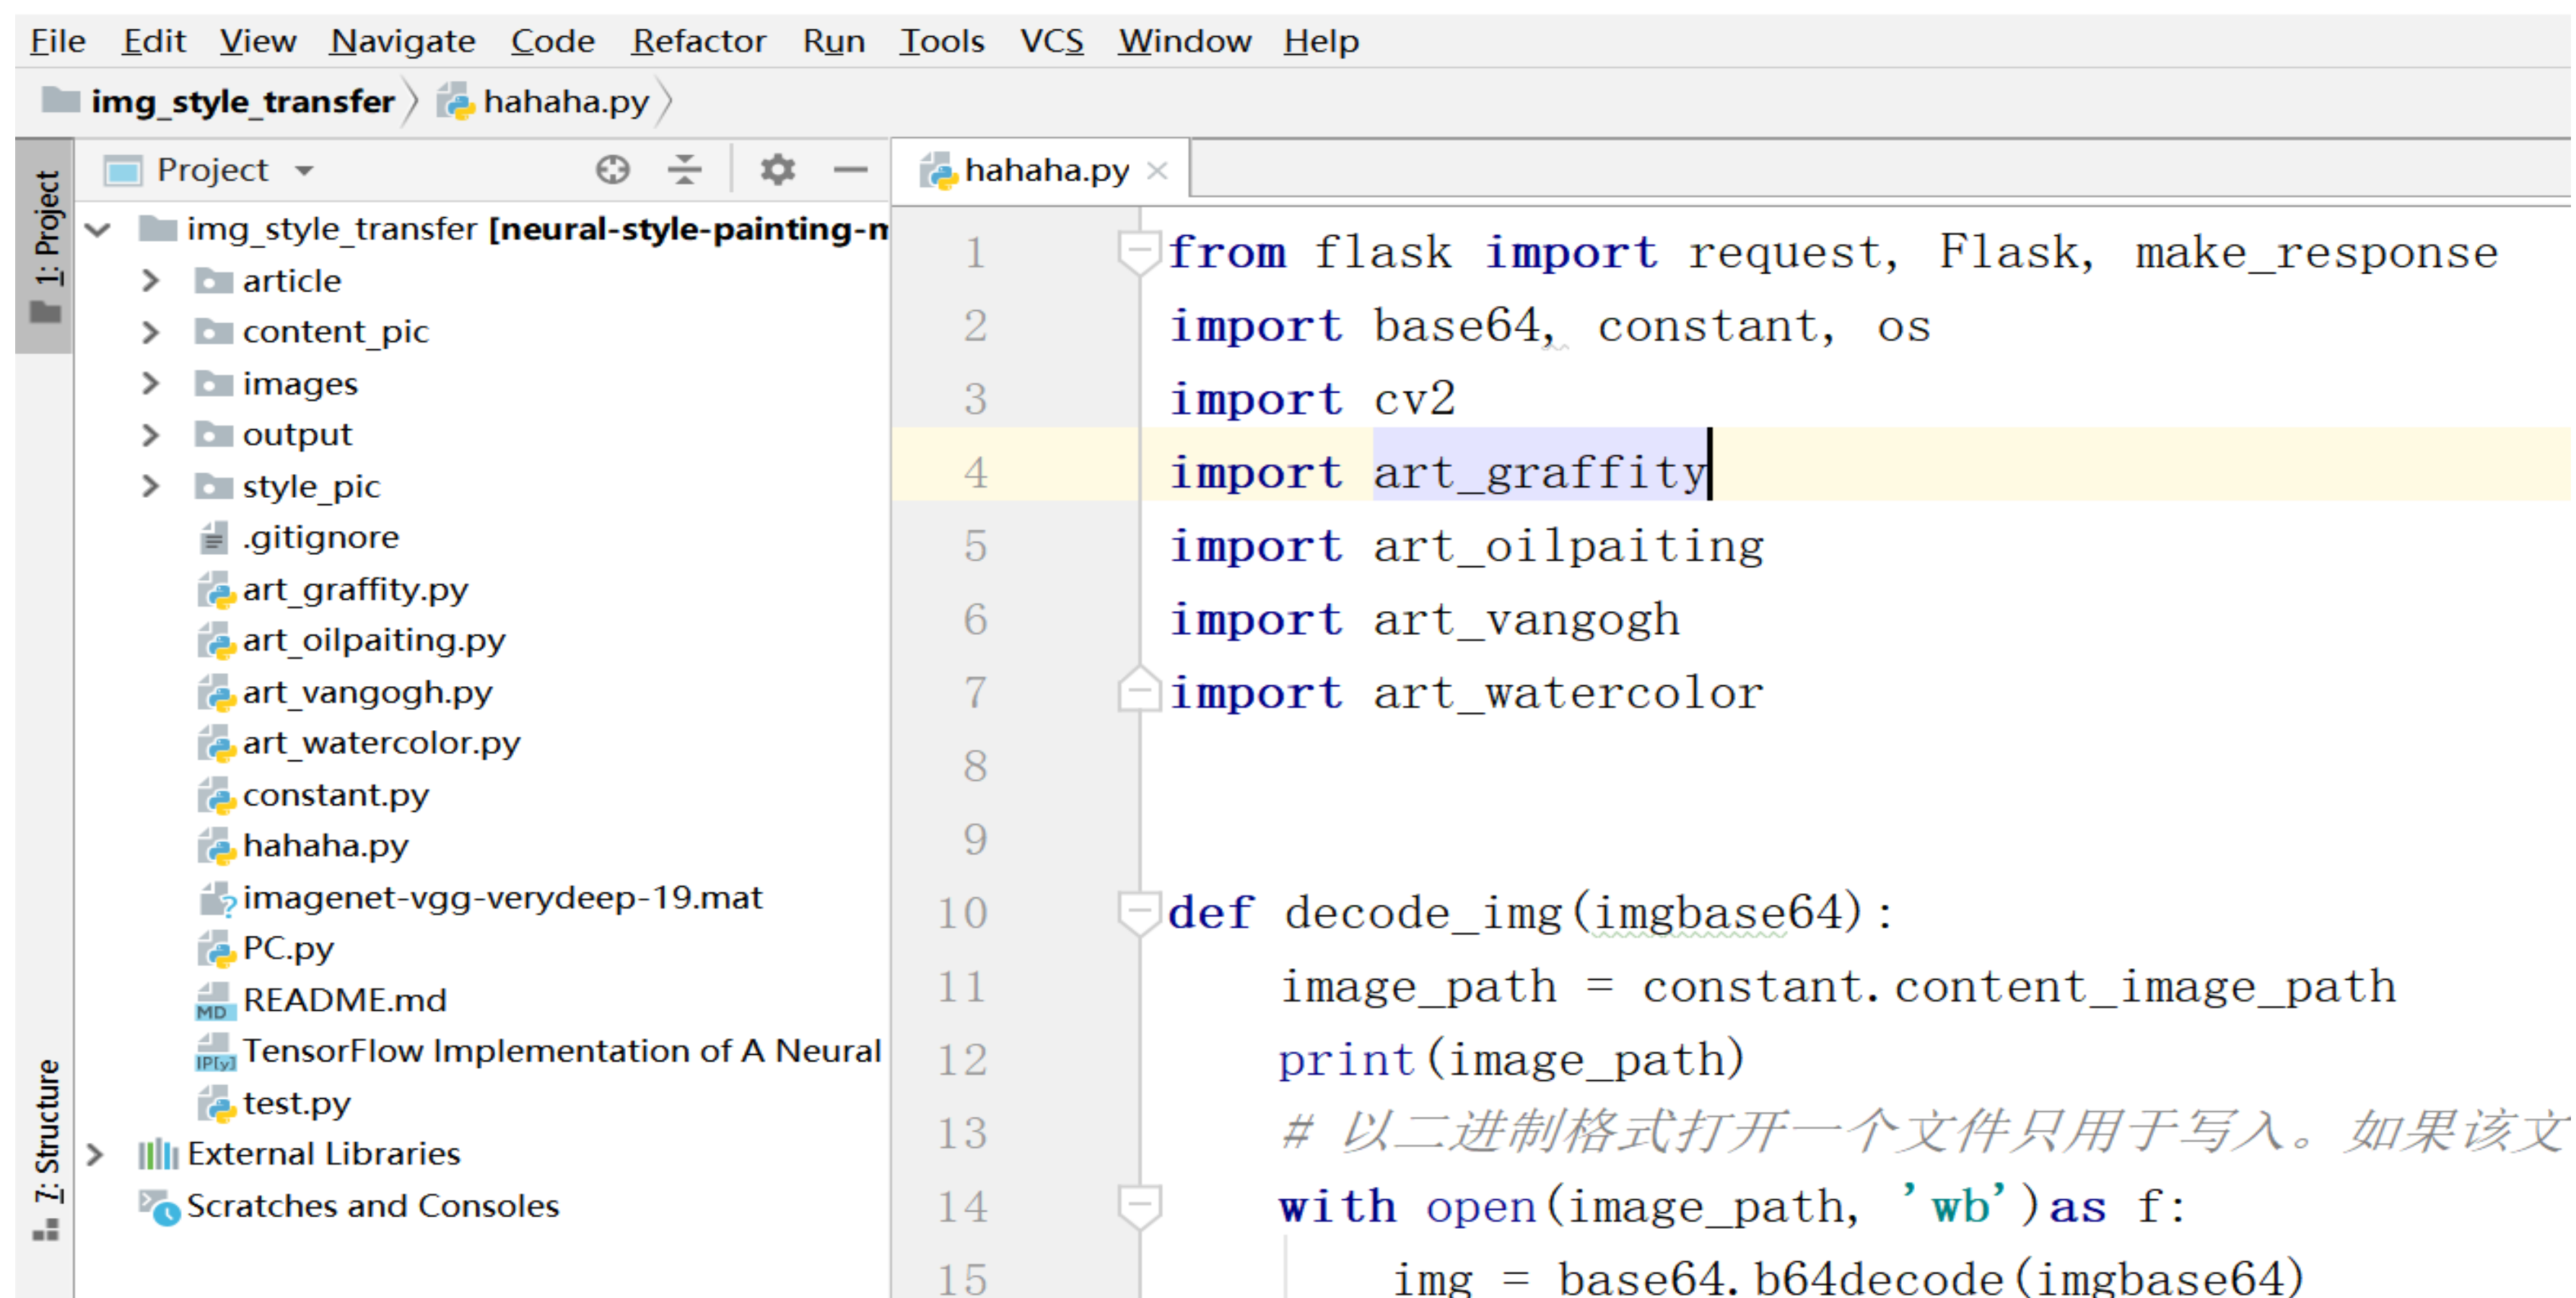 File Edit View Navigate Code Refactor Run Tools VCS Window Help
img_style_transfer hahaha.py
1: Project
7: Structure
Project
img_style_transfer [neural-style-painting-m
article
content_pic
images
output
style_pic
.gitignore
art_graffity.py
art_oilpaiting.py
art_vangogh.py
art_watercolor.py
constant.py
hahaha.py
imagenet-vgg-verydeep-19.mat
PC.py
MD README.md
IP[y] TensorFlow Implementation of A Neural
test.py
External Libraries
Scratches and Consoles
hahaha.py
1 from flask import request, Flask, make_response
2 import base64, constant, os
3 import cv2
4 import art_graffity
5 import art_oilpaiting
6 import art_vangogh
7 import art_watercolor
8
9
10 def decode_img(imgbase64):
11 image_path = constant.content_image_path
12 print(image_path)
13 # 以二进制格式打开一个文件只用于写入。如果该文
14 with open(image_path, 'wb')as f:
15 img = base64.b64decode(imgbase64)